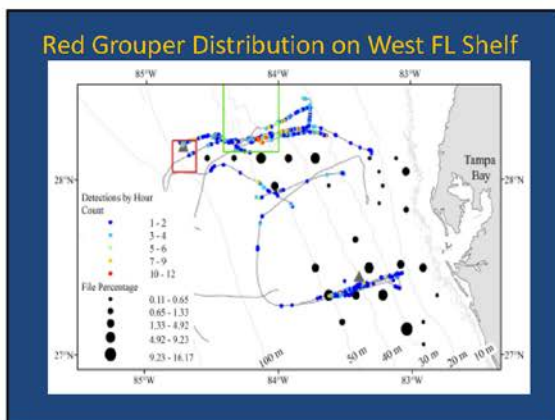 Red Grouper Distribution on West FL Shelf
85°W 84°W 83°W
28°N 28°N
Tampa
Bay
Detections by Hour
Count
1 - 2
3 - 4
5 - 6
7 - 9
10 - 12
File Percentage
0.11 - 0.65
0.65 - 1.33
1.33 - 4.92
4.92 - 9.23
9.23 - 16.17
27°N 27°N
100 m 50 m 40 m 30 m 20 m 10 m
85°W 84°W 83°W